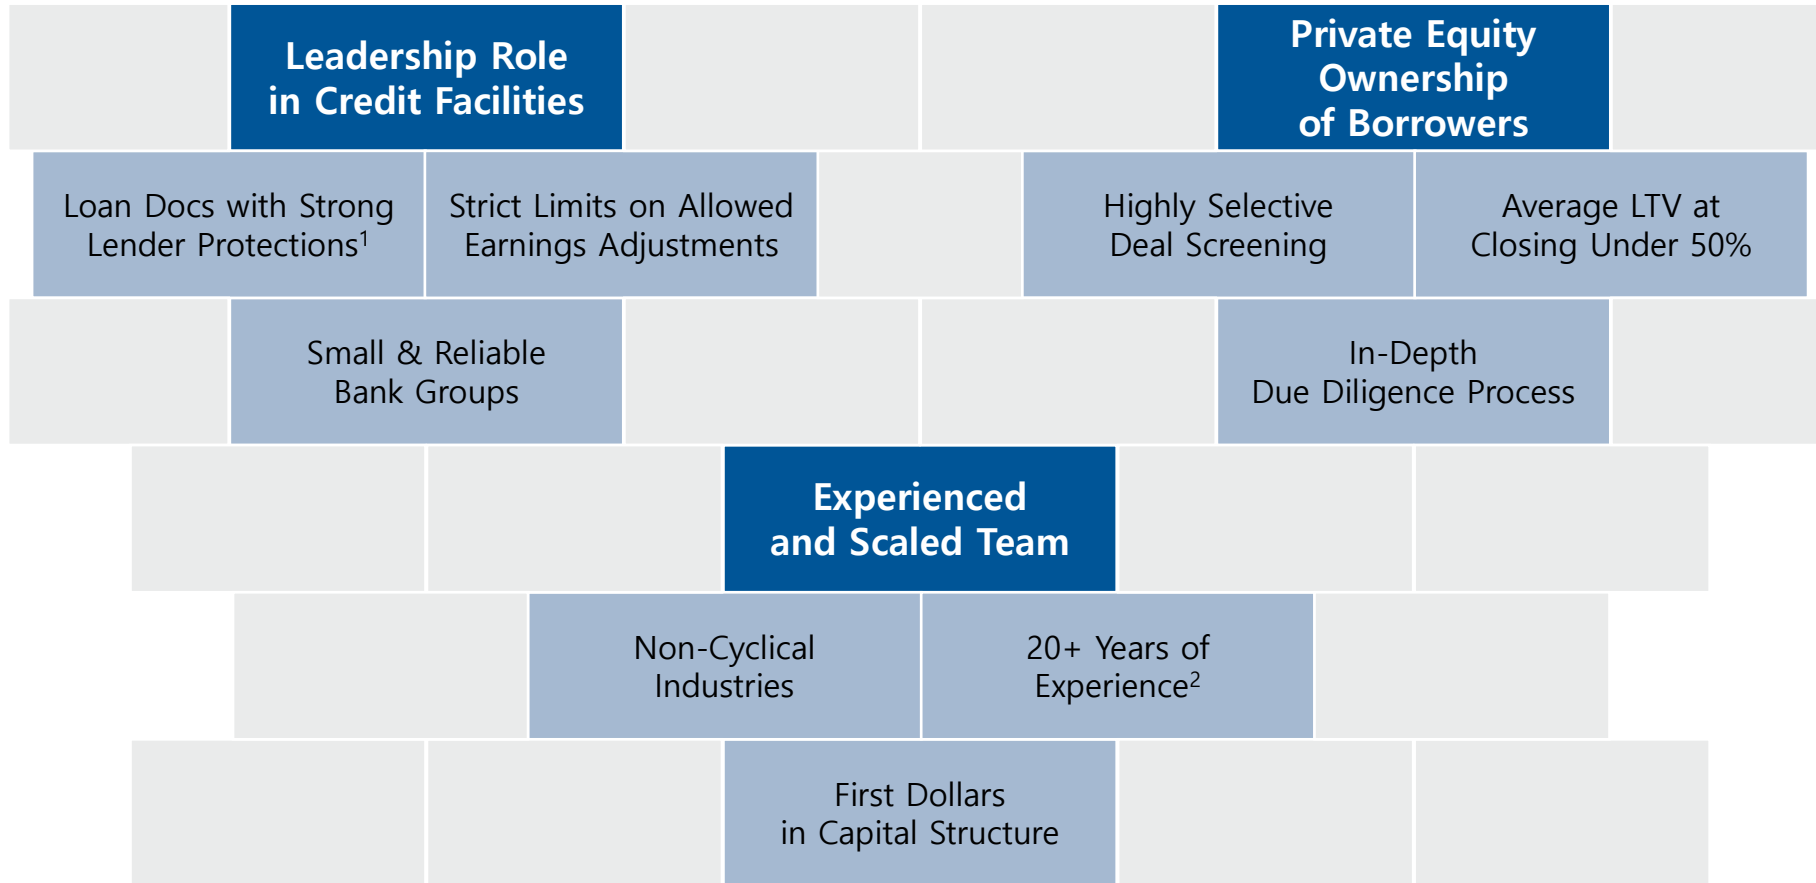 Leadership Role
in Credit Facilities
Private Equity
Ownership
of Borrowers
Loan Docs with Strong
Lender Protections¹
Strict Limits on Allowed
Earnings Adjustments
Highly Selective
Deal Screening
Average LTV at
Closing Under 50%
Small & Reliable
Bank Groups
In-Depth
Due Diligence Process
Experienced
and Scaled Team
Non-Cyclical
Industries
20+ Years of
Experience²
First Dollars
in Capital Structure